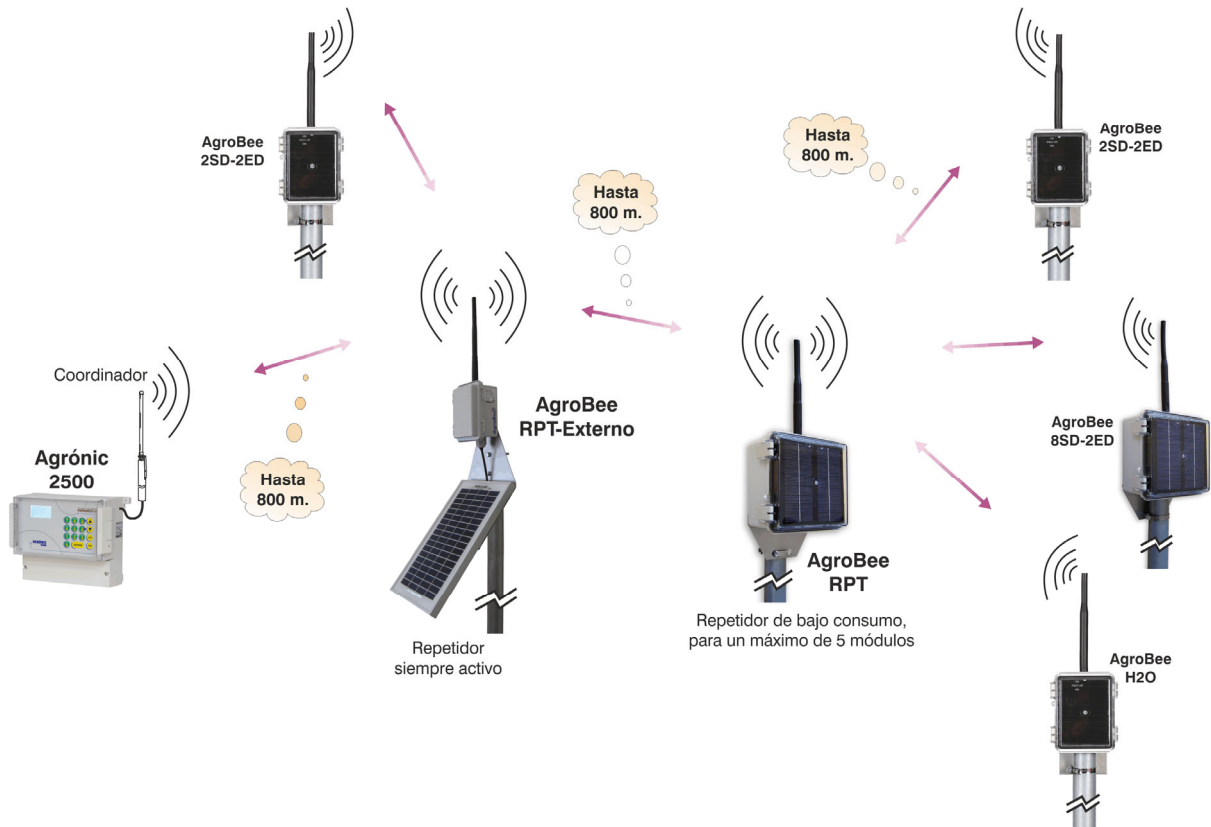 AgroBee
2SD-2ED
Hasta
800 m.
AgroBee
2SD-2ED
Hasta
800 m.
Coordinador
Agrónic
2500
Hasta
800 m.
AgroBee
RPT-Externo
Repetidor
siempre activo
AgroBee
RPT
Repetidor de bajo consumo,
para un máximo de 5 módulos
AgroBee
8SD-2ED
AgroBee
H2O